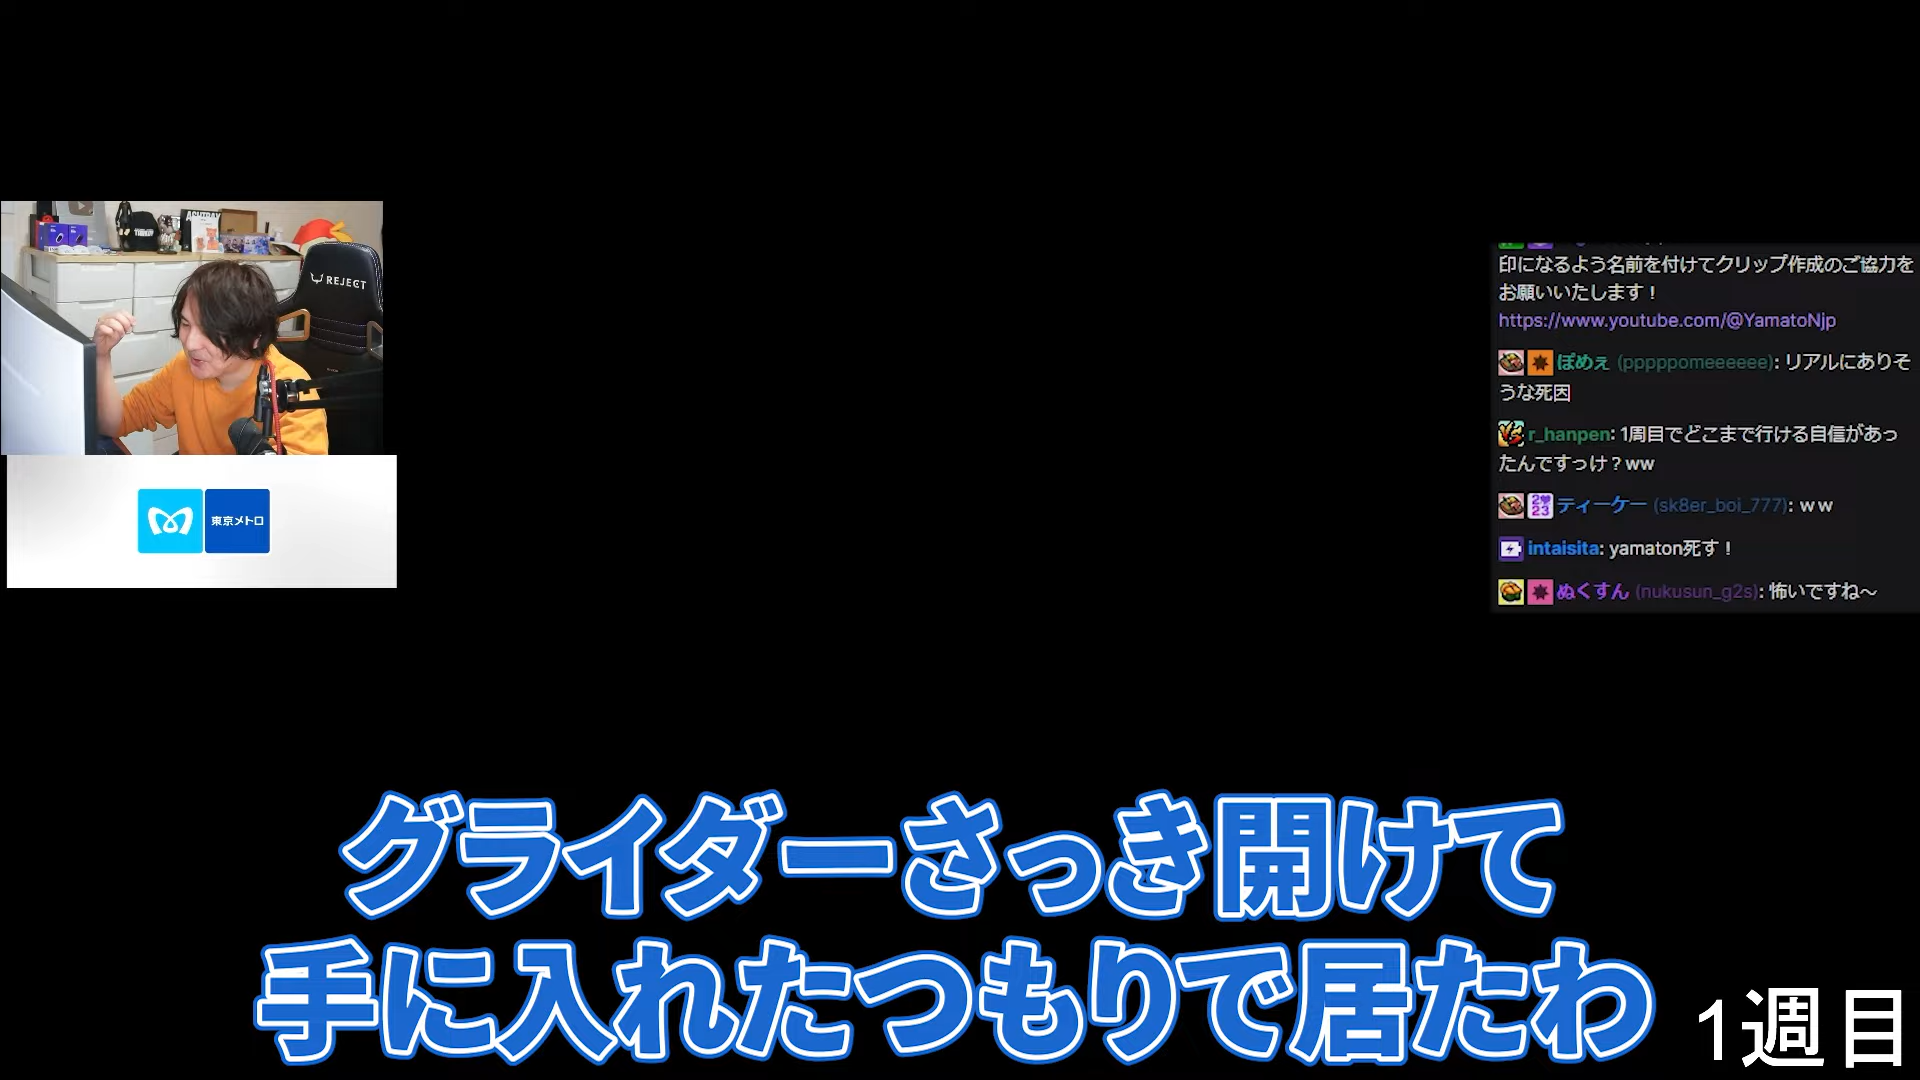 REJECT
東京メトロ
印になるよう名前を付けてクリップ作成のご協力を
お願いいたします！
https://www.youtube.com/@YamatoNjp
ぽめぇ (pppppomeeeeee): リアルにありそ
うな死因
r_hanpen: 1周目でどこまで行ける自信があっ
たんですっけ？ww
ティーケー (sk8er_boi_777): ｗｗ
intaisita: yamaton死す！
ぬくすん (nukusun_g2s): 怖いですね〜
グライダーさっき開けて
手に入れたつもりで居たわ
1週目